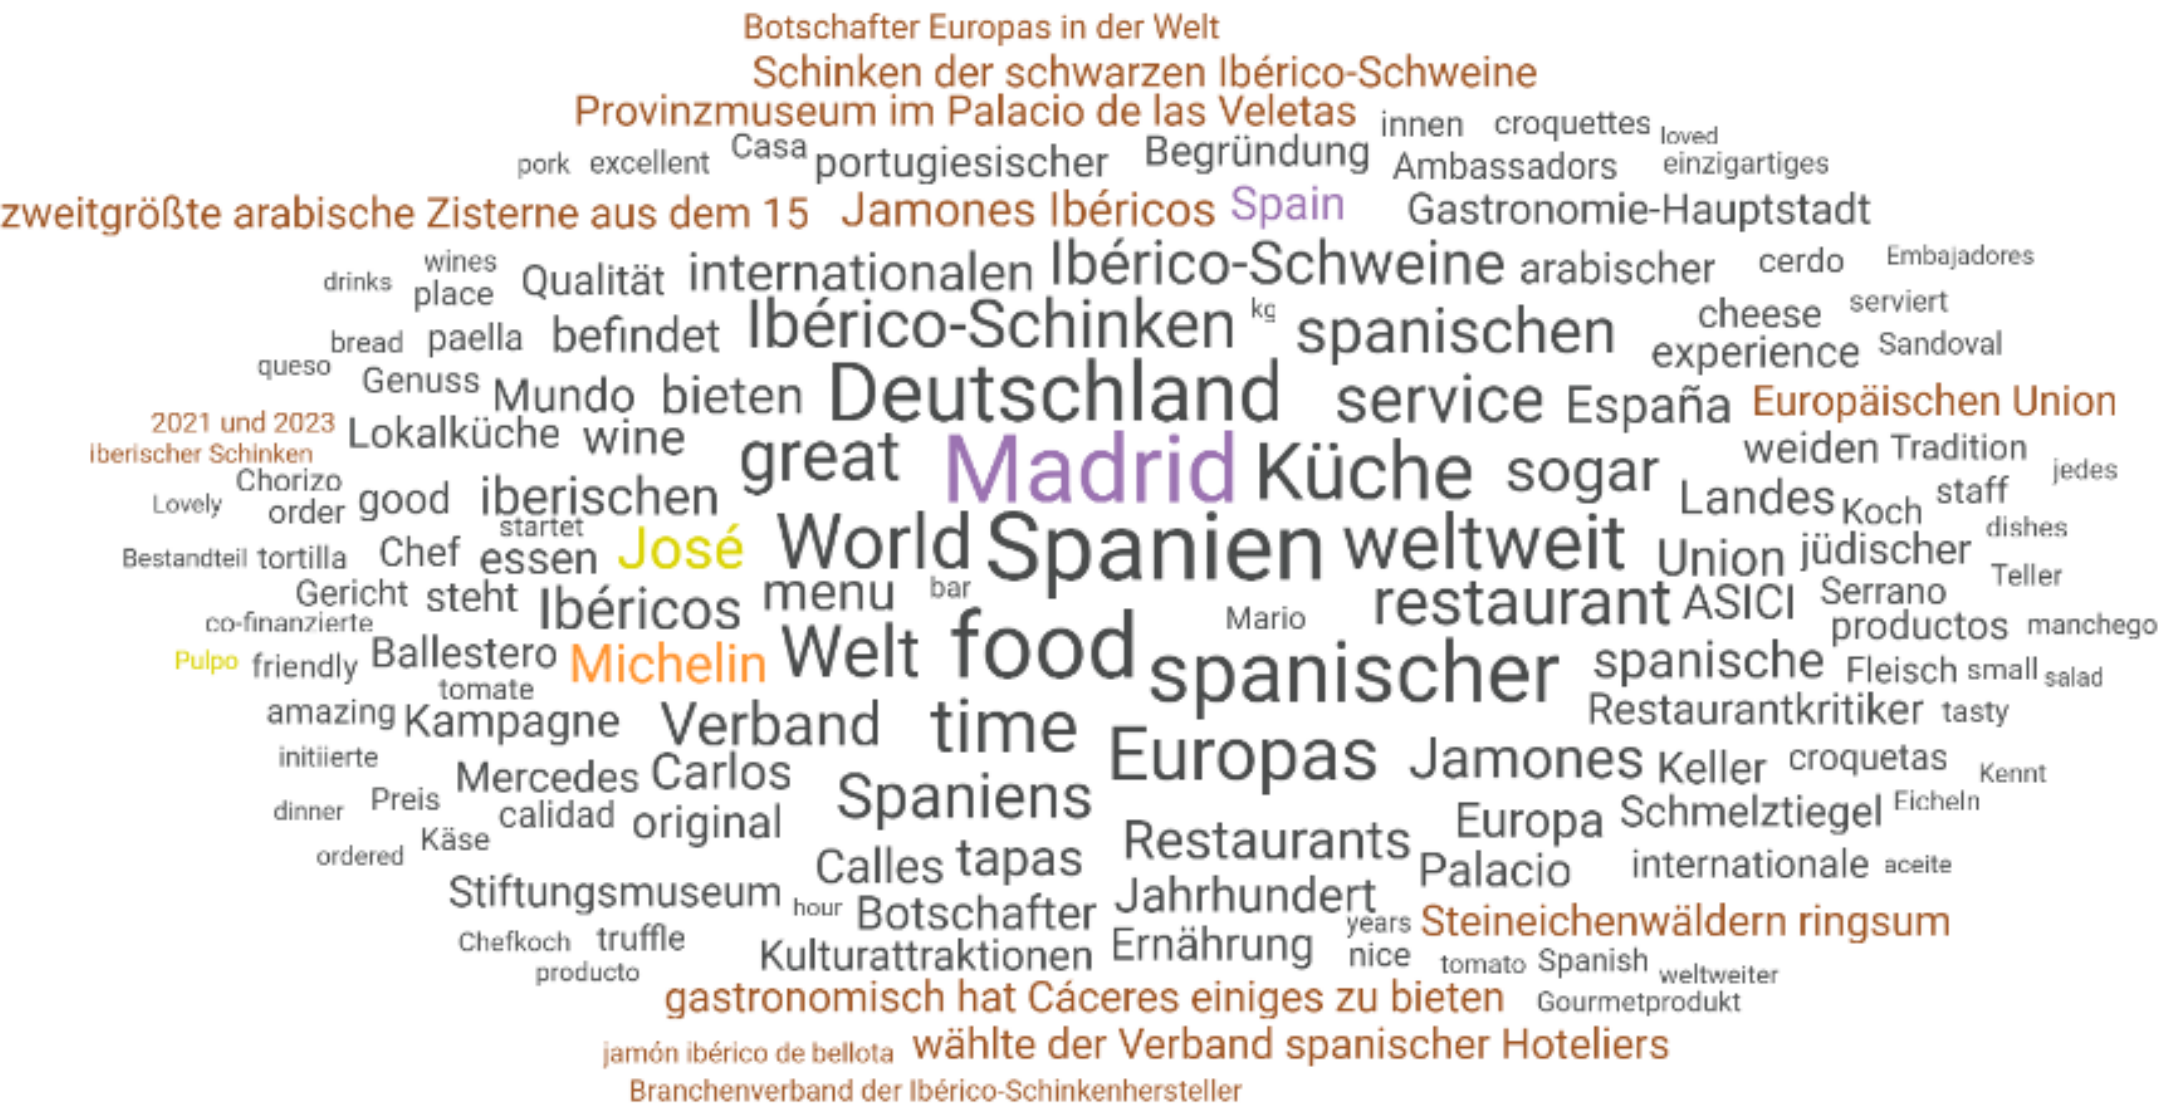 Botschafter Europas in der Welt
Schinken der schwarzen Ibérico-Schweine
Provinzmuseum im Palacio de las Veletas innen croquettes loved
pork excellent Casa portugiesischer Begründung Ambassadors einzigartiges
zweitgrößte arabische Zisterne aus dem 15 Jamones Ibéricos Spain Gastronomie-Hauptstadt
drinks wines place Qualität internationalen Ibérico-Schweine arabischer cerdo Embajadores
bread paella befindet Ibérico-Schinken kg spanischen cheese serviert
queso Genuss Mundo bieten Deutschland service España experience Sandoval
2021 und 2023 Lokalküche wine great Madrid Küche sogar Europäischen Union
iberischer Schinken weiden Tradition jedes
Chorizo good iberischen Landes Koch staff
Lovely order startet dishes
Bestandteil tortilla Chef essen José World Spanien weltweit Union jüdischer Teller
Gericht steht Ibéricos menu bar Mario restaurant ASICI Serrano
co-finanzierte productos manchego
Pulpo friendly Ballestero Michelin Welt food spanischer spanische Fleisch small salad
tomate Restaurantkritiker tasty
amazing Kampagne Verband time Europas Jamones Keller croquetas Kennt
initiierte Mercedes Carlos Spaniens
dinner Preis calidad original Europa Schmelztiegel Eicheln
ordered Käse Calles tapas Restaurants Palacio internationale aceite
Stiftungsmuseum hour Botschafter Jahrhundert years Steineichenwäldern ringsum
Chefkoch truffle Kulturattraktionen Ernährung nice tomato Spanish weltweiter
producto
gastronomisch hat Cáceres einiges zu bieten Gourmetprodukt
jamón ibérico de bellota wählte der Verband spanischer Hoteliers
Branchenverband der Ibérico-Schinkenhersteller